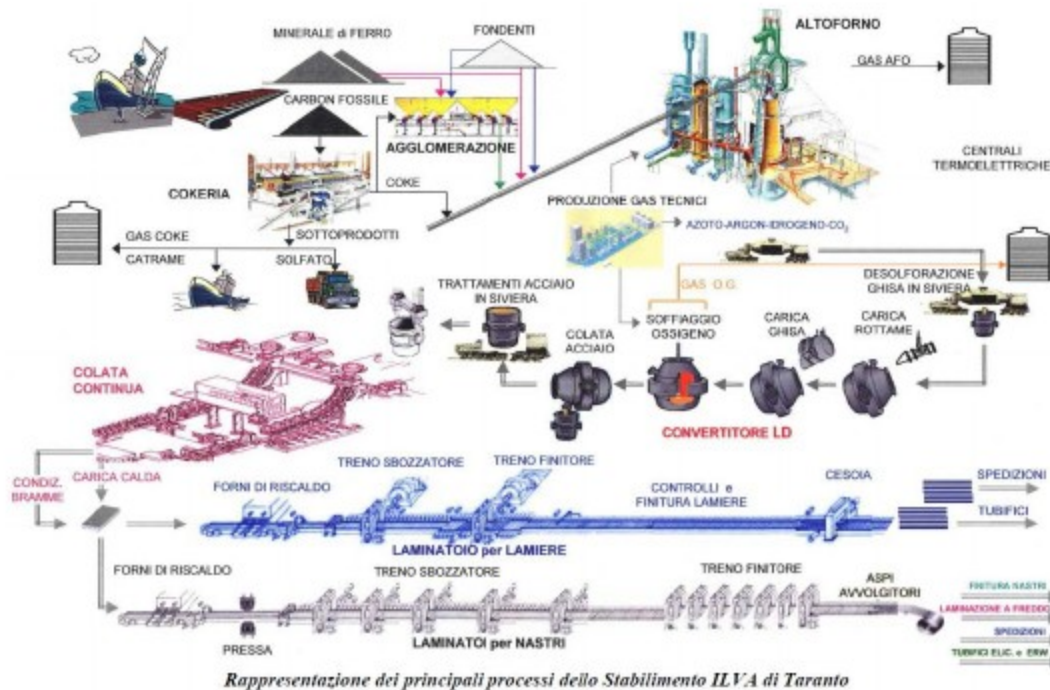 MINERALE di FERRO
FONDENTI
ALTOFORNO
GAS AFO
CARBON FOSSILE
AGGLOMERAZIONE
CENTRALI
TERMOELETTRICHE
COKERIA
COKE
PRODUZIONE GAS TECNICI
AZOTO-ARGON-IDROGENO-CO2
SOTTOPRODOTTI
GAS COKE
CATRAME
SOLFATO
GAS O.G.
DESOLFORAZIONE
GHISA IN SIVIERA
TRATTAMENTI ACCIAIO
IN SIVIERA
SOFFIAGGIO
OSSIGENO
CARICA
GHISA
CARICA
ROTTAME
COLATA
ACCIAIO
COLATA
CONTINUA
CONVERTITORE LD
CONDIZ.
BRAMME
CARICA CALDA
FORNI DI RISCALDO
TRENO SBOZZATORE
TRENO FINITORE
CONTROLLI e
FINITURA LAMIERE
CESOIA
SPEDIZIONI
TUBIFICI
LAMINATOIO per LAMIERE
FORNI DI RISCALDO
TRENO SBOZZATORE
TRENO FINITORE
ASPI
AVVOLGITORI
FINITURA NASTRI
LAMINAZIONE A FREDDO
SPEDIZIONI
TUBIFICI ELIC. e ERW
PRESSA
LAMINATOI per NASTRI
Rappresentazione dei principali processi dello Stabilimento ILVA di Taranto